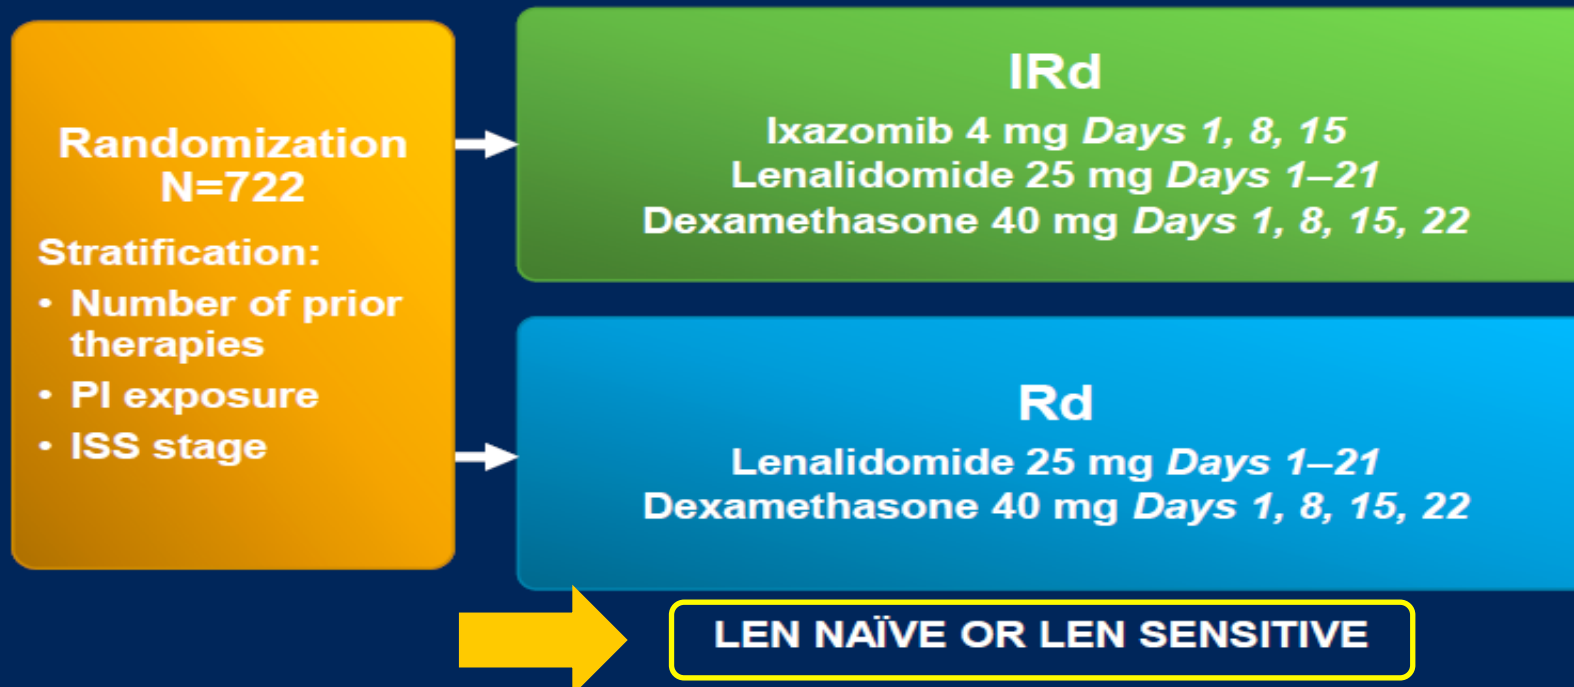 Randomization
N=722
Stratification:
• Number of prior
therapies
• PI exposure
• ISS stage
IRd
Ixazomib 4 mg Days 1, 8, 15
Lenalidomide 25 mg Days 1–21
Dexamethasone 40 mg Days 1, 8, 15, 22
Rd
Lenalidomide 25 mg Days 1–21
Dexamethasone 40 mg Days 1, 8, 15, 22
LEN NAÏVE OR LEN SENSITIVE